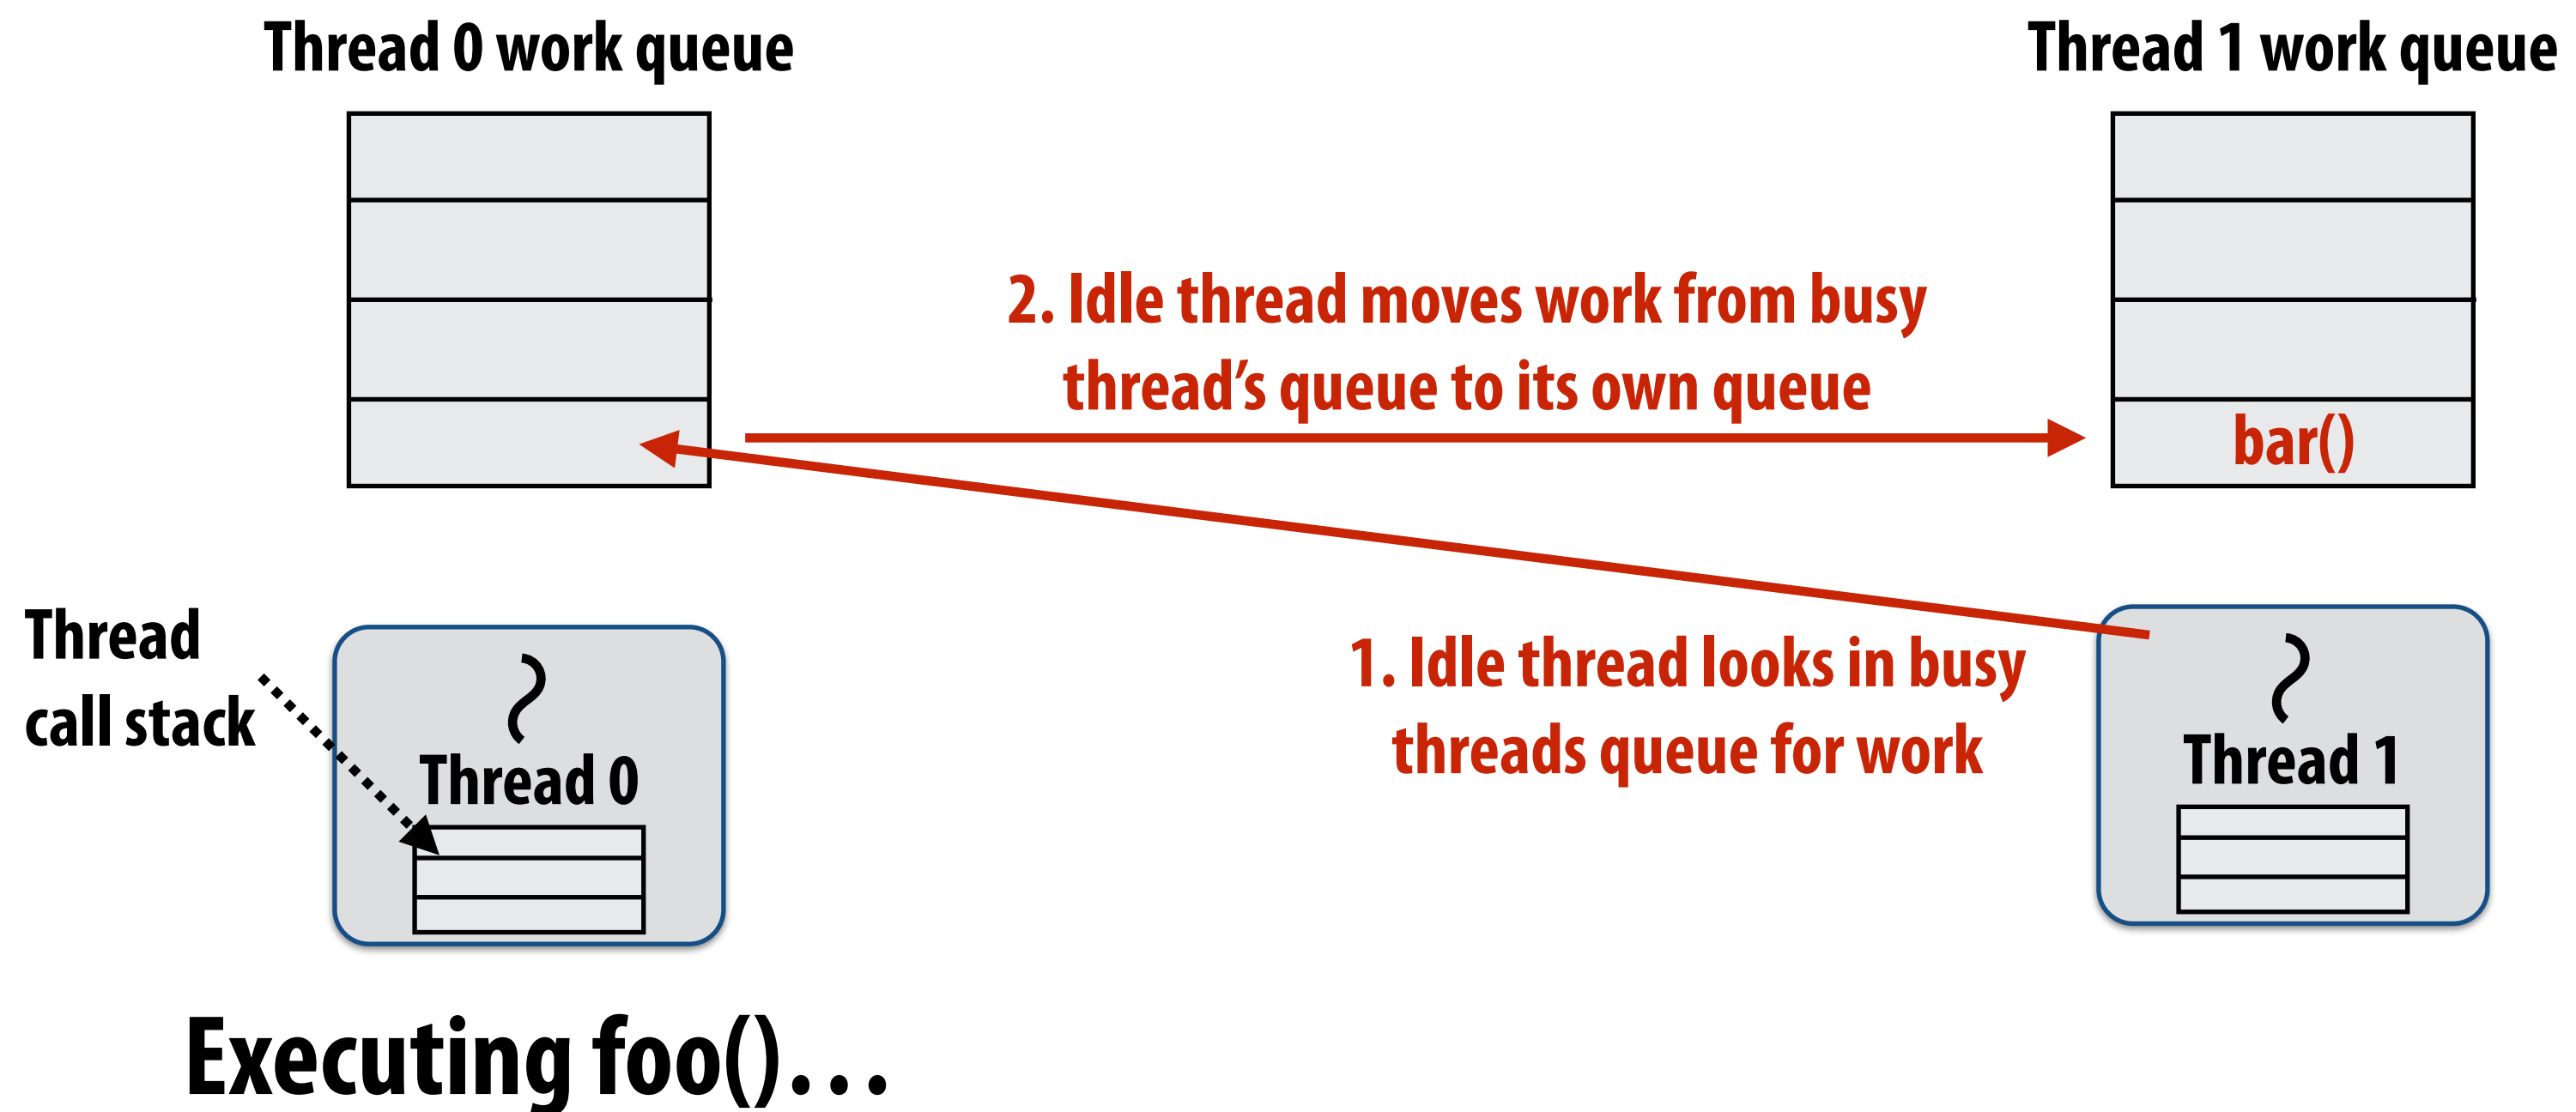 Thread 0 work queue
Thread 1 work queue
2. Idle thread moves work from busy
thread’s queue to its own queue
bar()
Thread
call stack
Thread 0
1. Idle thread looks in busy
threads queue for work
Thread 1
Executing foo()…